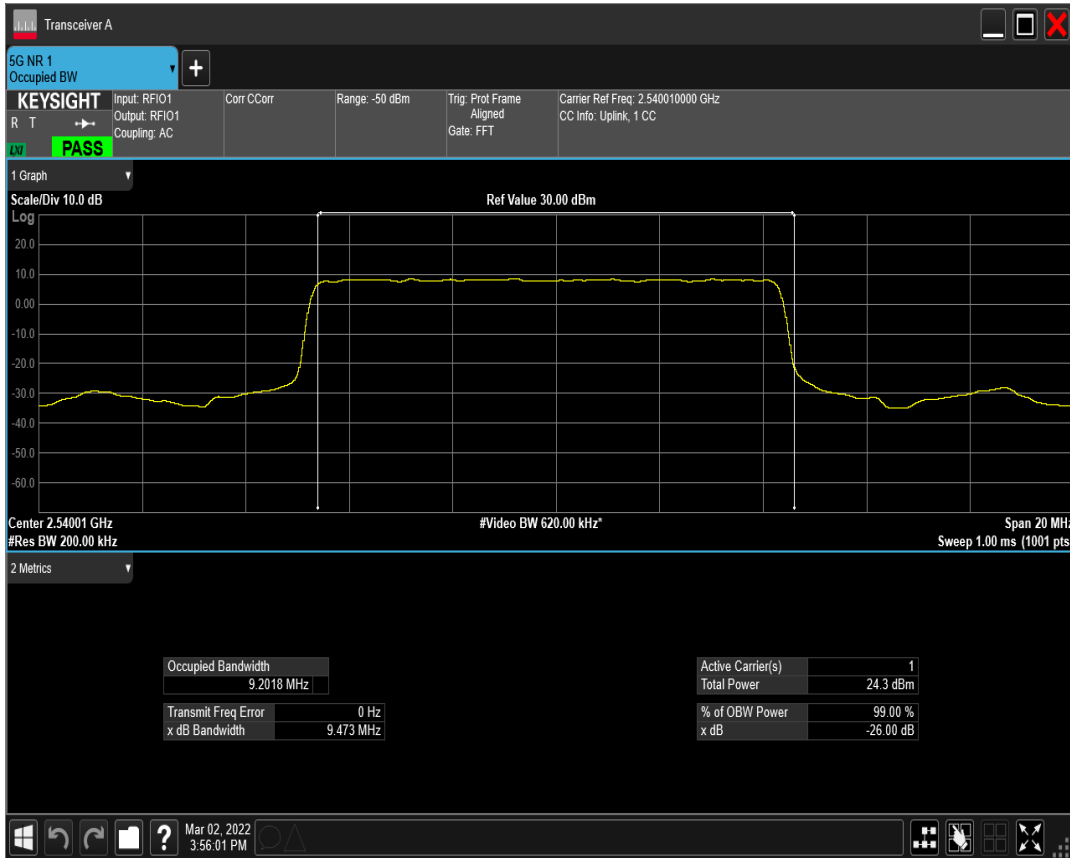 Transceiver A
5G NR 1
Occupied BW
KEYSIGHT
R T
LXI
PASS
Input: RFIO1
Output: RFIO1
Coupling: AC
Corr CCorr
Range: -50 dBm
Trig: Prot Frame
Aligned
Gate: FFT
Carrier Ref Freq: 2.540010000 GHz
CC Info: Uplink, 1 CC
1 Graph
Scale/Div 10.0 dB
Ref Value 30.00 dBm
Log
20.0
10.0
0.00
-10.0
-20.0
-30.0
-40.0
-50.0
-60.0
Center 2.54001 GHz
#Video BW 620.00 kHz*
Span 20 MHz
#Res BW 200.00 kHz
Sweep 1.00 ms (1001 pts
2 Metrics
Occupied Bandwidth
9.2018 MHz
Transmit Freq Error 0 Hz
x dB Bandwidth 9.473 MHz
Active Carrier(s) 1
Total Power 24.3 dBm
% of OBW Power 99.00 %
x dB -26.00 dB
?
Mar 02, 2022
3:56:01 PM